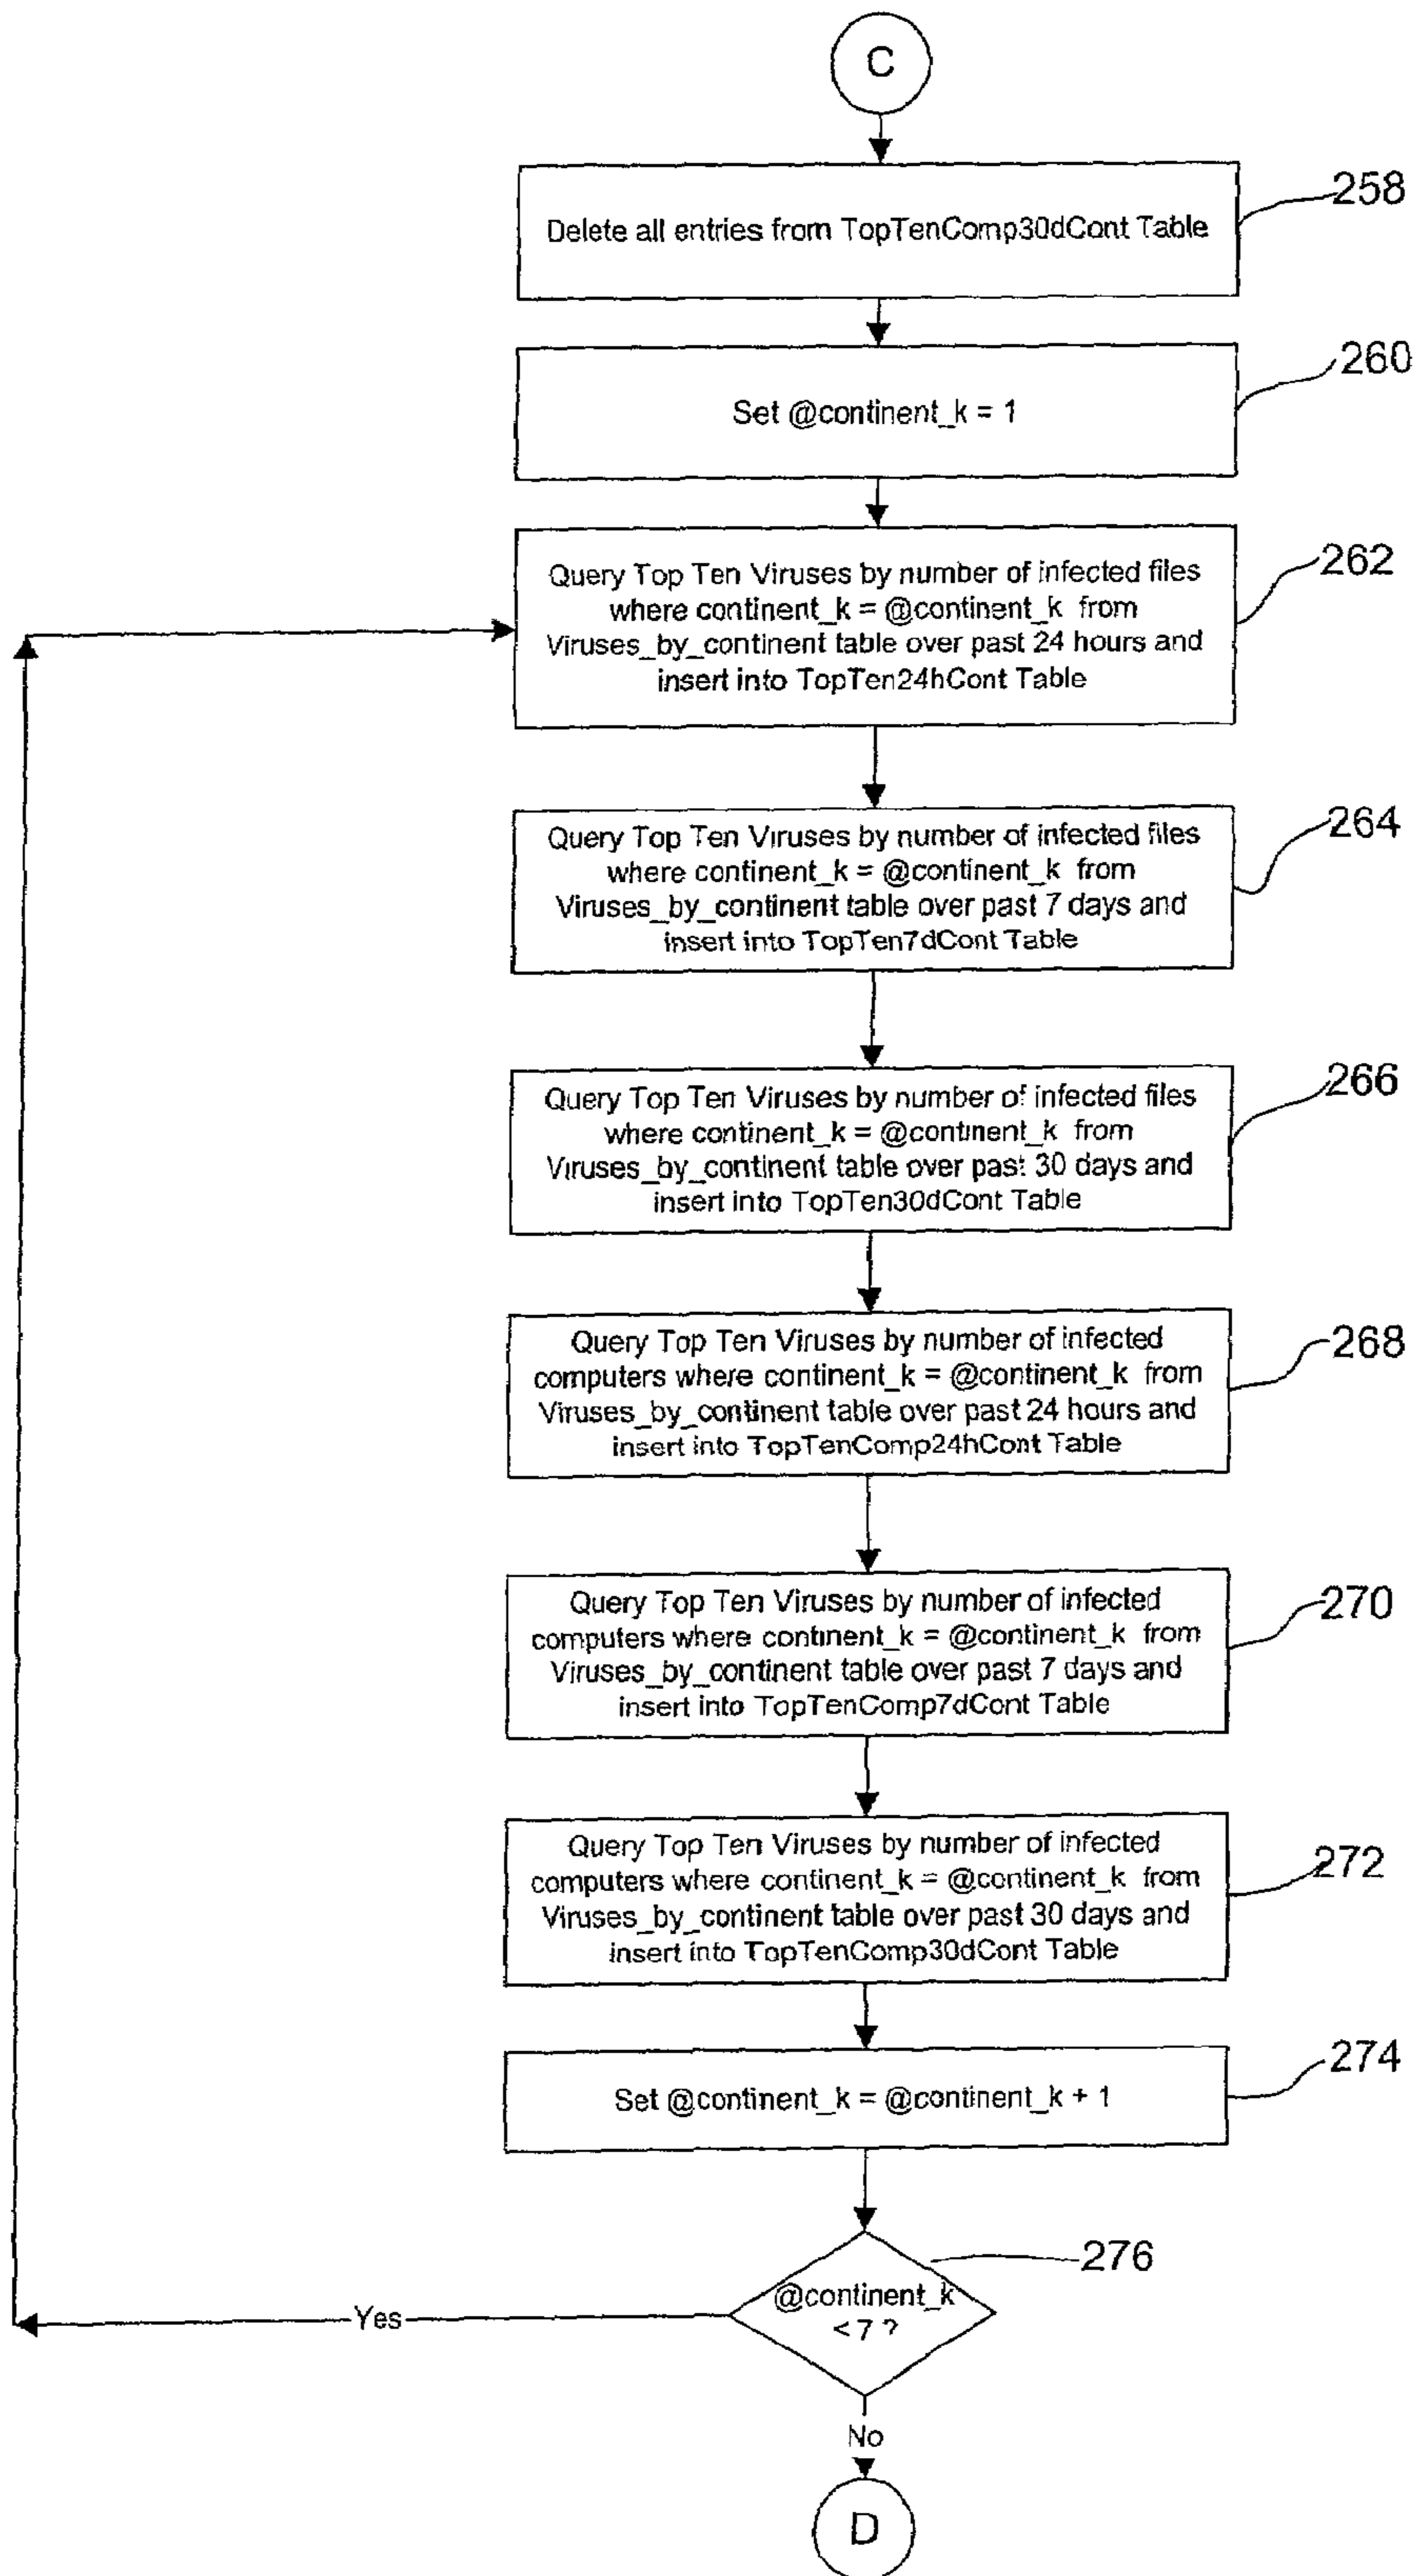 C
Delete all entries from TopTenComp30dCont Table
258
Set @continent_k = 1
260
Query Top Ten Viruses by number of infected files
where continent_k = @continent_k from
Viruses_by_continent table over past 24 hours and
insert into TopTen24hCont Table
262
Query Top Ten Viruses by number of infected files
where continent_k = @continent_k from
Viruses_by_continent table over past 7 days and
insert into TopTen7dCont Table
264
Query Top Ten Viruses by number of infected files
where continent_k = @continent_k from
Viruses_by_continent table over past 30 days and
insert into TopTen30dCont Table
266
Query Top Ten Viruses by number of infected
computers where continent_k = @continent_k from
Viruses_by_continent table over past 24 hours and
insert into TopTenComp24hCont Table
268
Query Top Ten Viruses by number of infected
computers where continent_k = @continent_k from
Viruses_by_continent table over past 7 days and
insert into TopTenComp7dCont Table
270
Query Top Ten Viruses by number of infected
computers where continent_k = @continent_k from
Viruses_by_continent table over past 30 days and
insert into TopTenComp30dCont Table
272
Set @continent_k = @continent_k + 1
274
@continent_k
< 7 ?
276
Yes
No
D